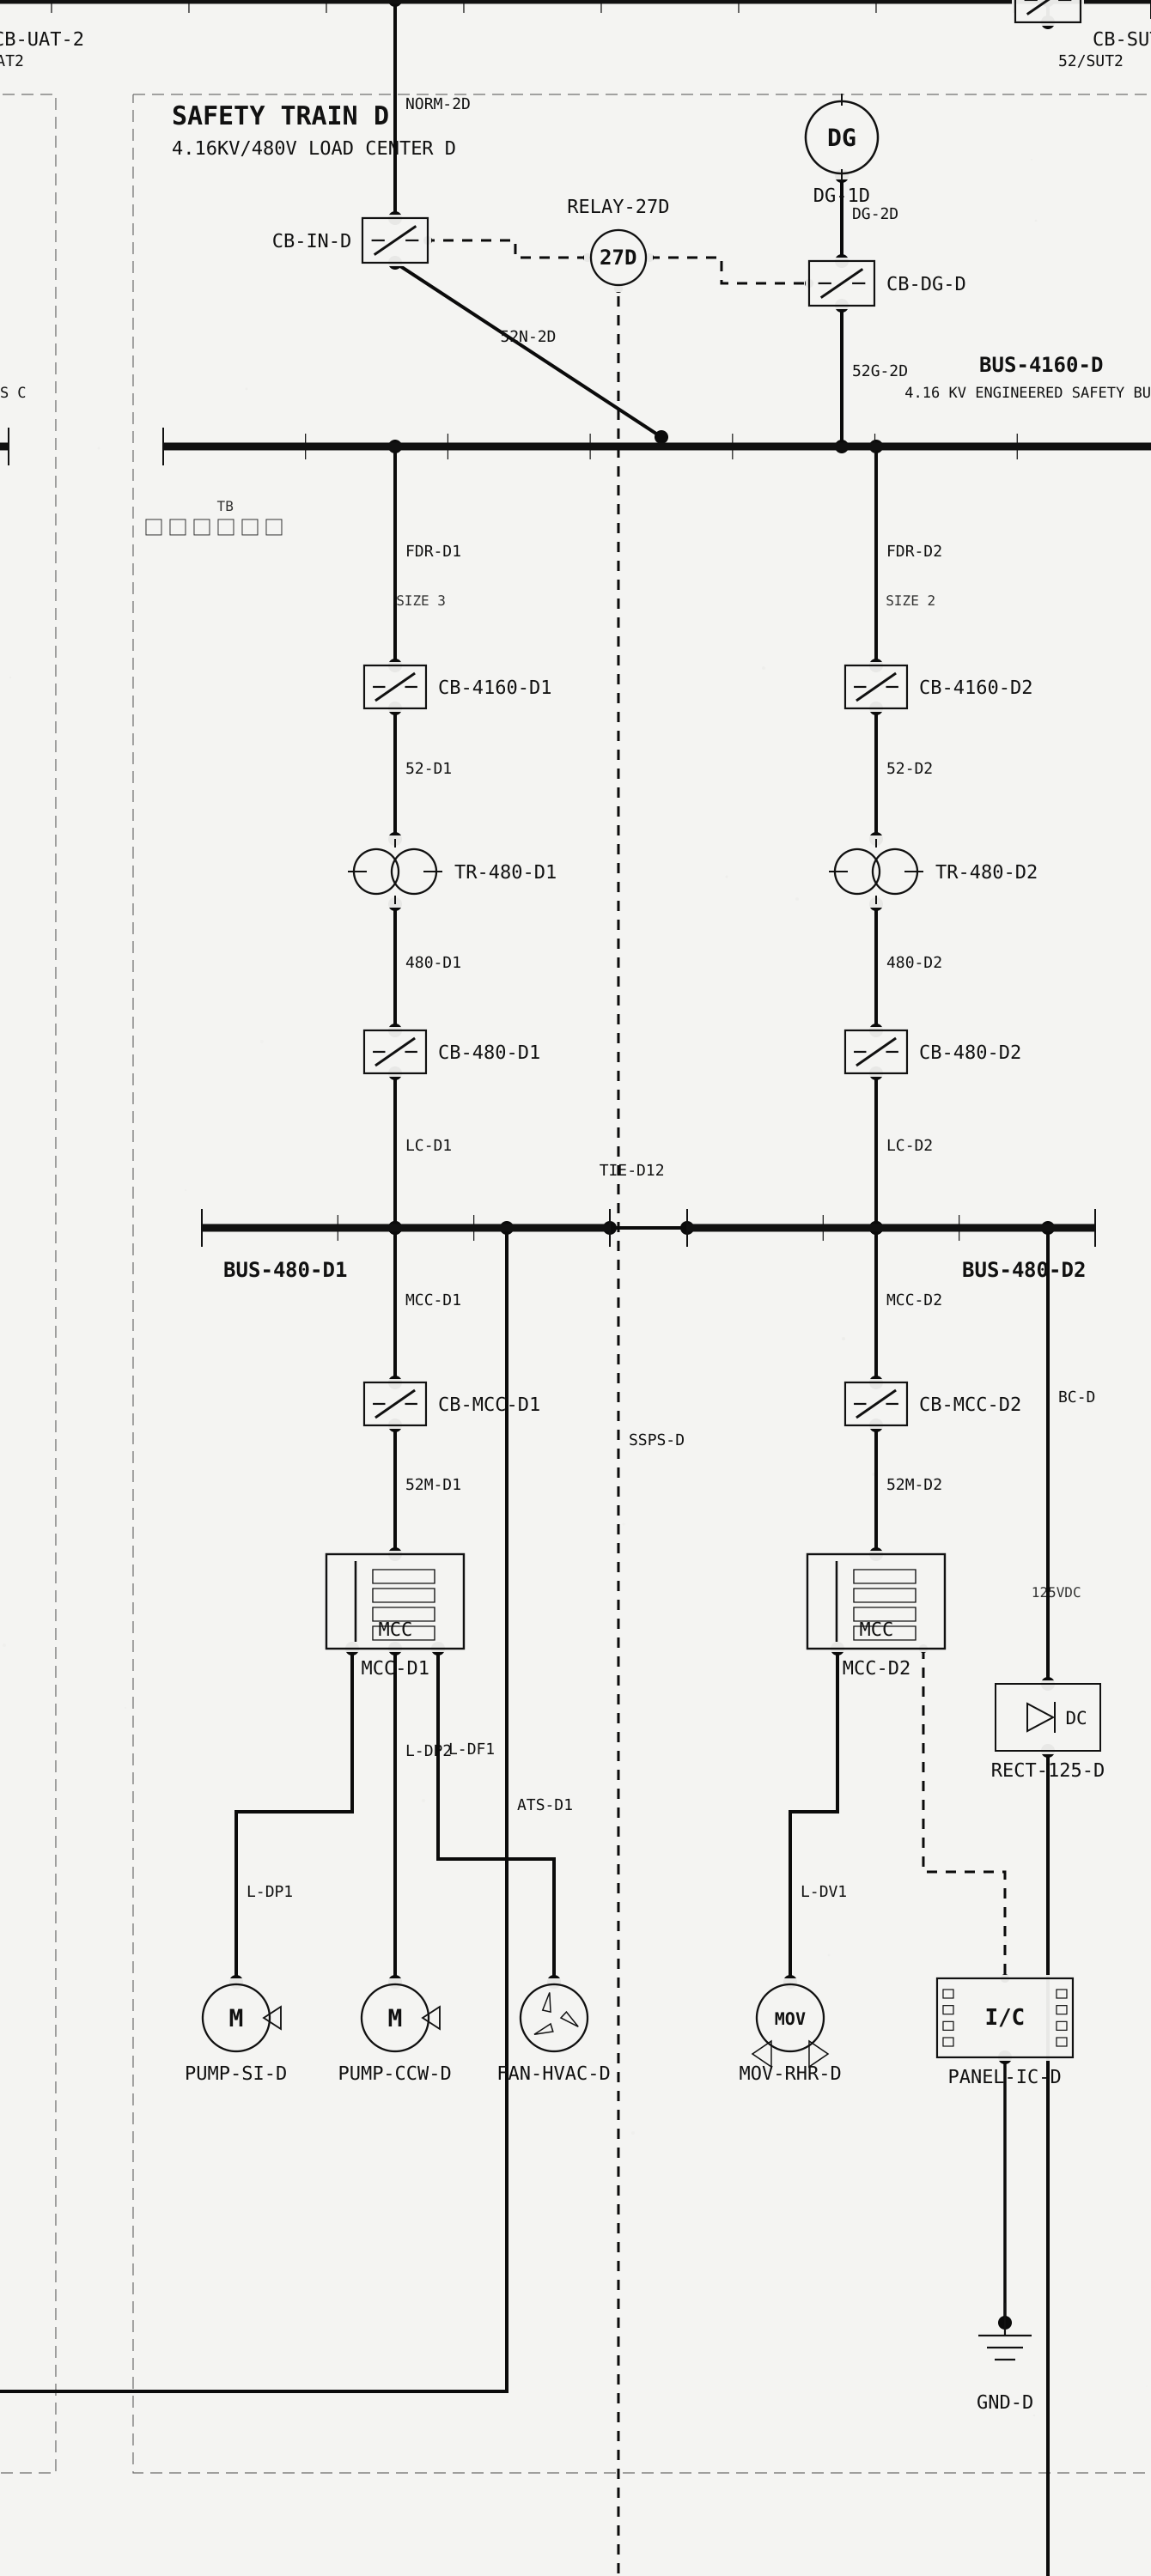 CB-UAT-2
AT2
CB-SU
52/SUT2
SAFETY TRAIN D
4.16KV/480V LOAD CENTER D
NORM-2D
DG
DG-1D
DG-2D
RELAY-27D
27D
CB-IN-D
CB-DG-D
52N-2D
52G-2D
BUS-4160-D
4.16 KV ENGINEERED SAFETY BU
S C
TB
FDR-D1
FDR-D2
SIZE 3
SIZE 2
CB-4160-D1
CB-4160-D2
52-D1
52-D2
TR-480-D1
TR-480-D2
480-D1
480-D2
CB-480-D1
CB-480-D2
LC-D1
LC-D2
TIE-D12
BUS-480-D1
BUS-480-D2
MCC-D1
MCC-D2
CB-MCC-D1
CB-MCC-D2
BC-D
SSPS-D
52M-D1
52M-D2
125VDC
MCC
MCC
MCC-D1
MCC-D2
DC
RECT-125-D
L-DP2
L-DF1
ATS-D1
L-DP1
L-DV1
M
M
MOV
I/C
PUMP-SI-D
PUMP-CCW-D
FAN-HVAC-D
MOV-RHR-D
PANEL-IC-D
GND-D